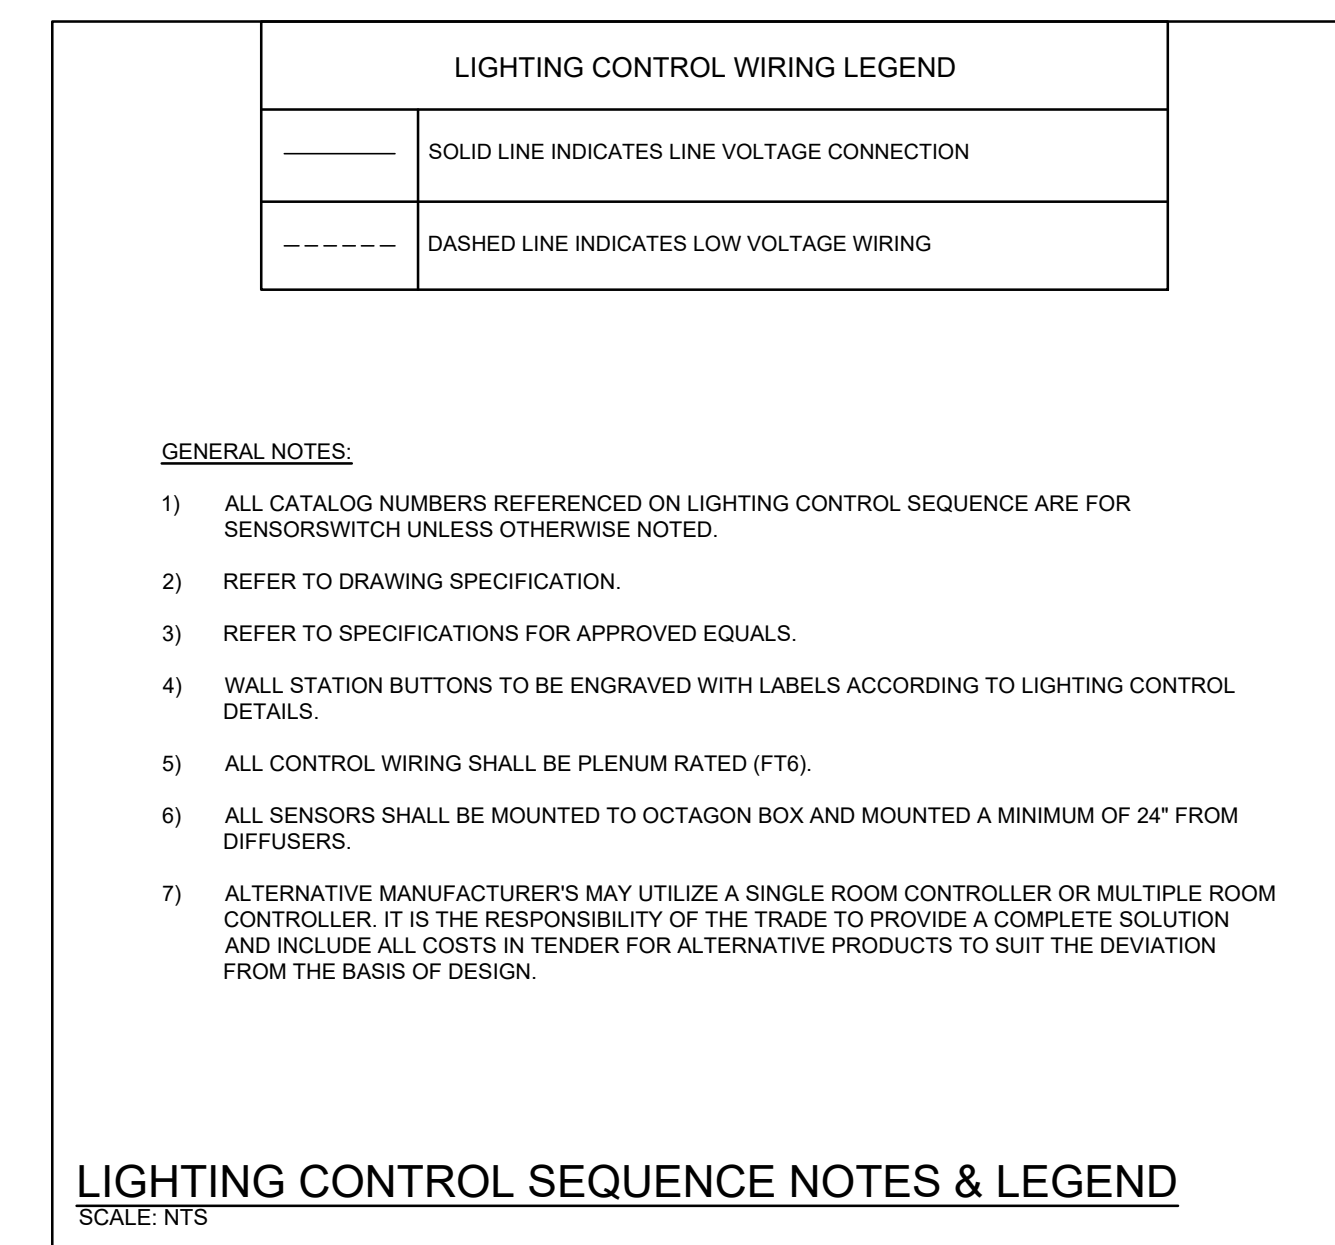 LIGHTING CONTROL WIRING LEGEND
SOLID LINE INDICATES LINE VOLTAGE CONNECTION
DASHED LINE INDICATES LOW VOLTAGE WIRING
GENERAL NOTES:
1) ALL CATALOG NUMBERS REFERENCED ON LIGHTING CONTROL SEQUENCE ARE FOR
SENSORSWITCH UNLESS OTHERWISE NOTED.
2) REFER TO DRAWING SPECIFICATION.
3) REFER TO SPECIFICATIONS FOR APPROVED EQUALS.
4) WALL STATION BUTTONS TO BE ENGRAVED WITH LABELS ACCORDING TO LIGHTING CONTROL
DETAILS.
5) ALL CONTROL WIRING SHALL BE PLENUM RATED (FT6).
6) ALL SENSORS SHALL BE MOUNTED TO OCTAGON BOX AND MOUNTED A MINIMUM OF 24" FROM
DIFFUSERS.
7) ALTERNATIVE MANUFACTURER'S MAY UTILIZE A SINGLE ROOM CONTROLLER OR MULTIPLE ROOM
CONTROLLER. IT IS THE RESPONSIBILITY OF THE TRADE TO PROVIDE A COMPLETE SOLUTION
AND INCLUDE ALL COSTS IN TENDER FOR ALTERNATIVE PRODUCTS TO SUIT THE DEVIATION
FROM THE BASIS OF DESIGN.
LIGHTING CONTROL SEQUENCE NOTES & LEGEND
SCALE: NTS